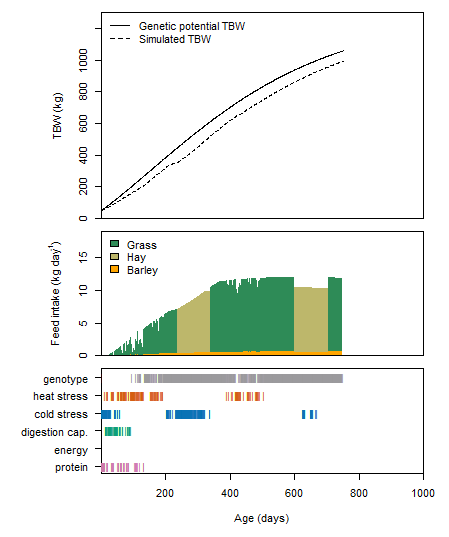 Genetic potential TBW
Simulated TBW
TBW (kg)
0
200
400
600
800
1000
Feed intake (kg day⁻¹)
0
5
10
15
Grass
Hay
Barley
genotype
heat stress
cold stress
digestion cap.
energy
protein
200
400
600
800
1000
Age (days)